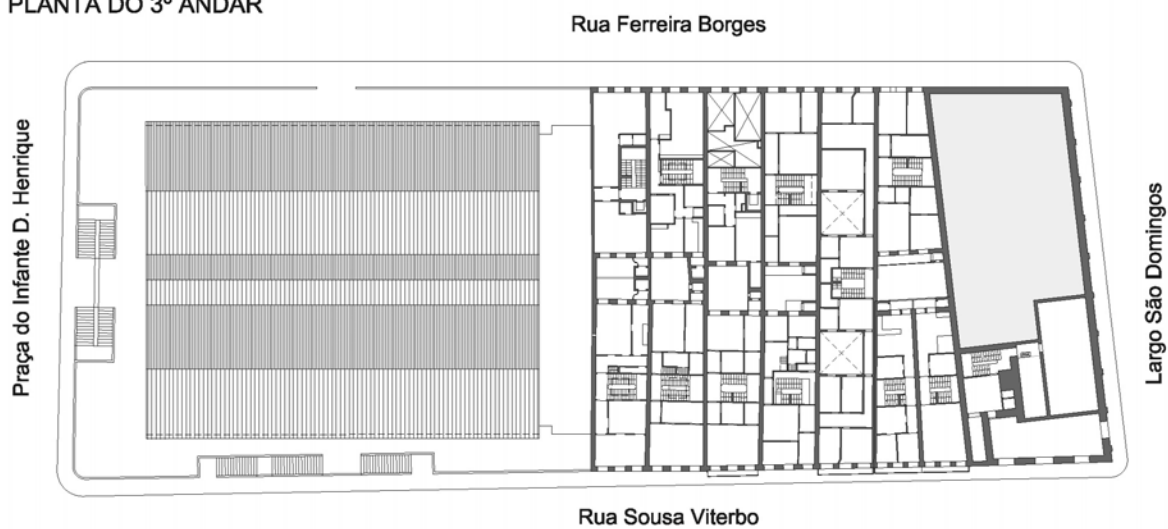 PLANTA DO 3º ANDAR
Rua Ferreira Borges
Praça do Infante D. Henrique
Largo São Domingos
Rua Sousa Viterbo